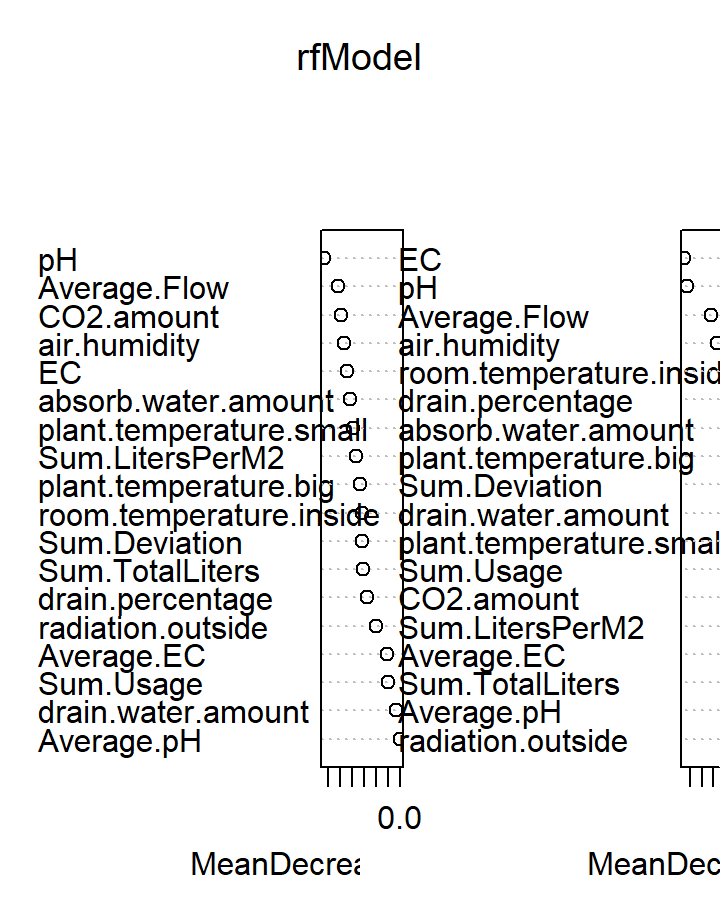 rfModel
pH
Average.Flow
CO2.amount
air.humidity
EC
absorb.water.amount
plant.temperature.small
Sum.LitersPerM2
plant.temperature.big
room.temperature.inside
Sum.Deviation
Sum.TotalLiters
drain.percentage
radiation.outside
Average.EC
Sum.Usage
drain.water.amount
Average.pH
0.0
MeanDecrea
EC
pH
Average.Flow
air.humidity
room.temperature.insid
drain.percentage
absorb.water.amount
plant.temperature.big
Sum.Deviation
drain.water.amount
plant.temperature.smal
Sum.Usage
CO2.amount
Sum.LitersPerM2
Average.EC
Sum.TotalLiters
Average.pH
radiation.outside
MeanDec